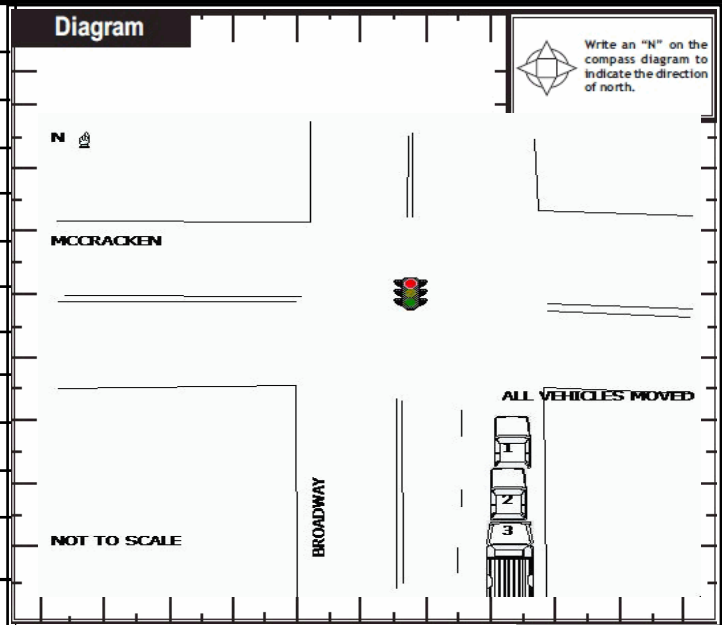 Diagram
Write an “N” on the
compass diagram to
indicate the direction
of north.
N
MCCRACKEN
ALL VEHICLES MOVED
1
2
3
BROADWAY
NOT TO SCALE